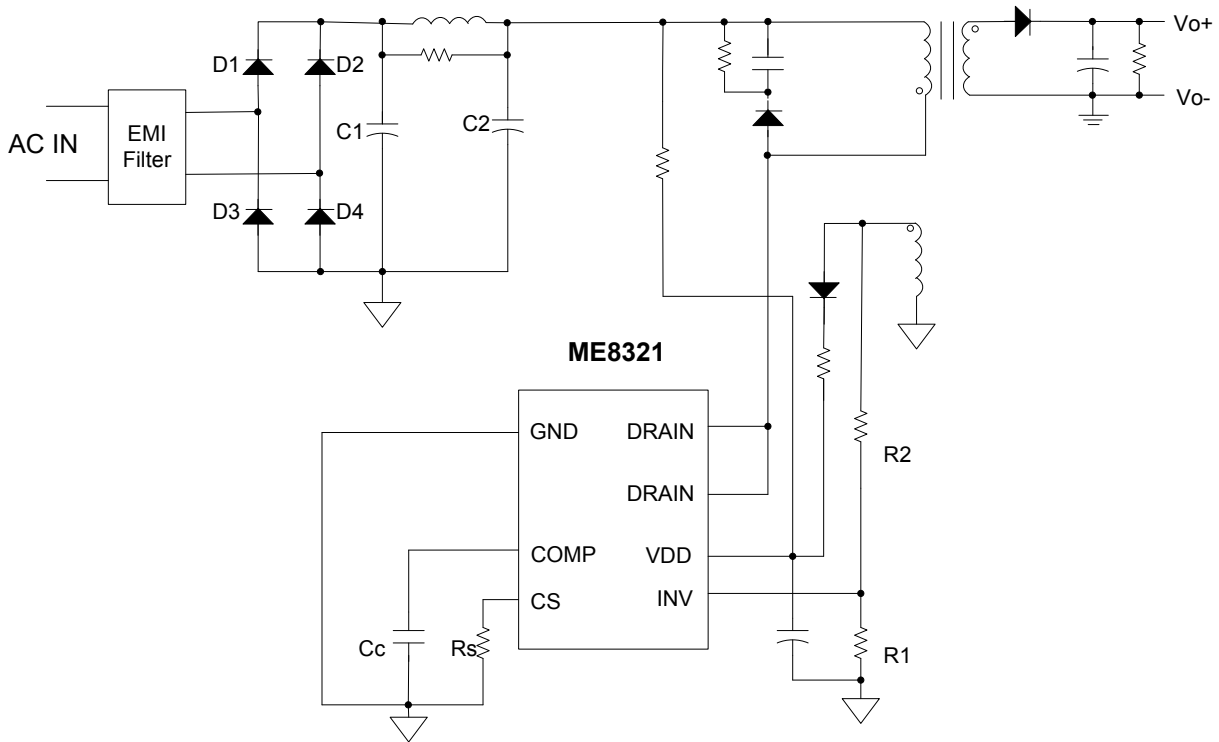 Vo+
D1
D2
C1
C2
Vo-
AC IN
EMI
Filter
D3
D4
ME8321
GND
DRAIN
R2
DRAIN
COMP
VDD
CS
INV
Cc
Rs
R1